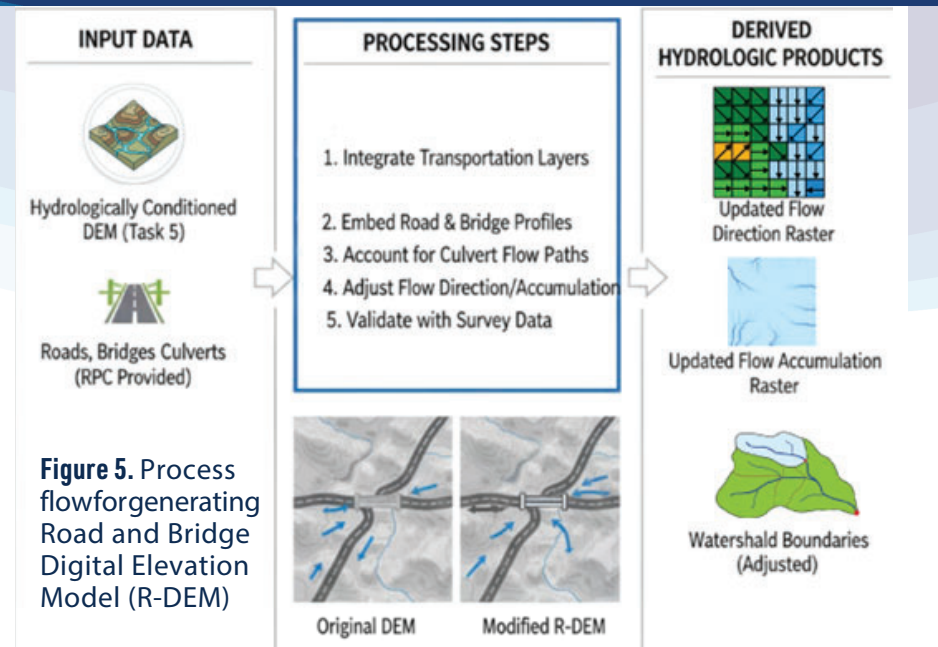 INPUT DATA
Hydrologically Conditioned
DEM (Task 5)
Roads, Bridges Culverts
(RPC Provided)
Figure 5. Process
flowforgenerating
Road and Bridge
Digital Elevation
Model (R-DEM)
PROCESSING STEPS
1. Integrate Transportation Layers
2. Embed Road & Bridge Profiles
3. Account for Culvert Flow Paths
4. Adjust Flow Direction/Accumulation
5. Validate with Survey Data
Original DEM
Modified R-DEM
DERIVED
HYDROLOGIC PRODUCTS
Updated Flow
Direction Raster
Updated Flow Accumulation
Raster
Watershald Boundaries
(Adjusted)